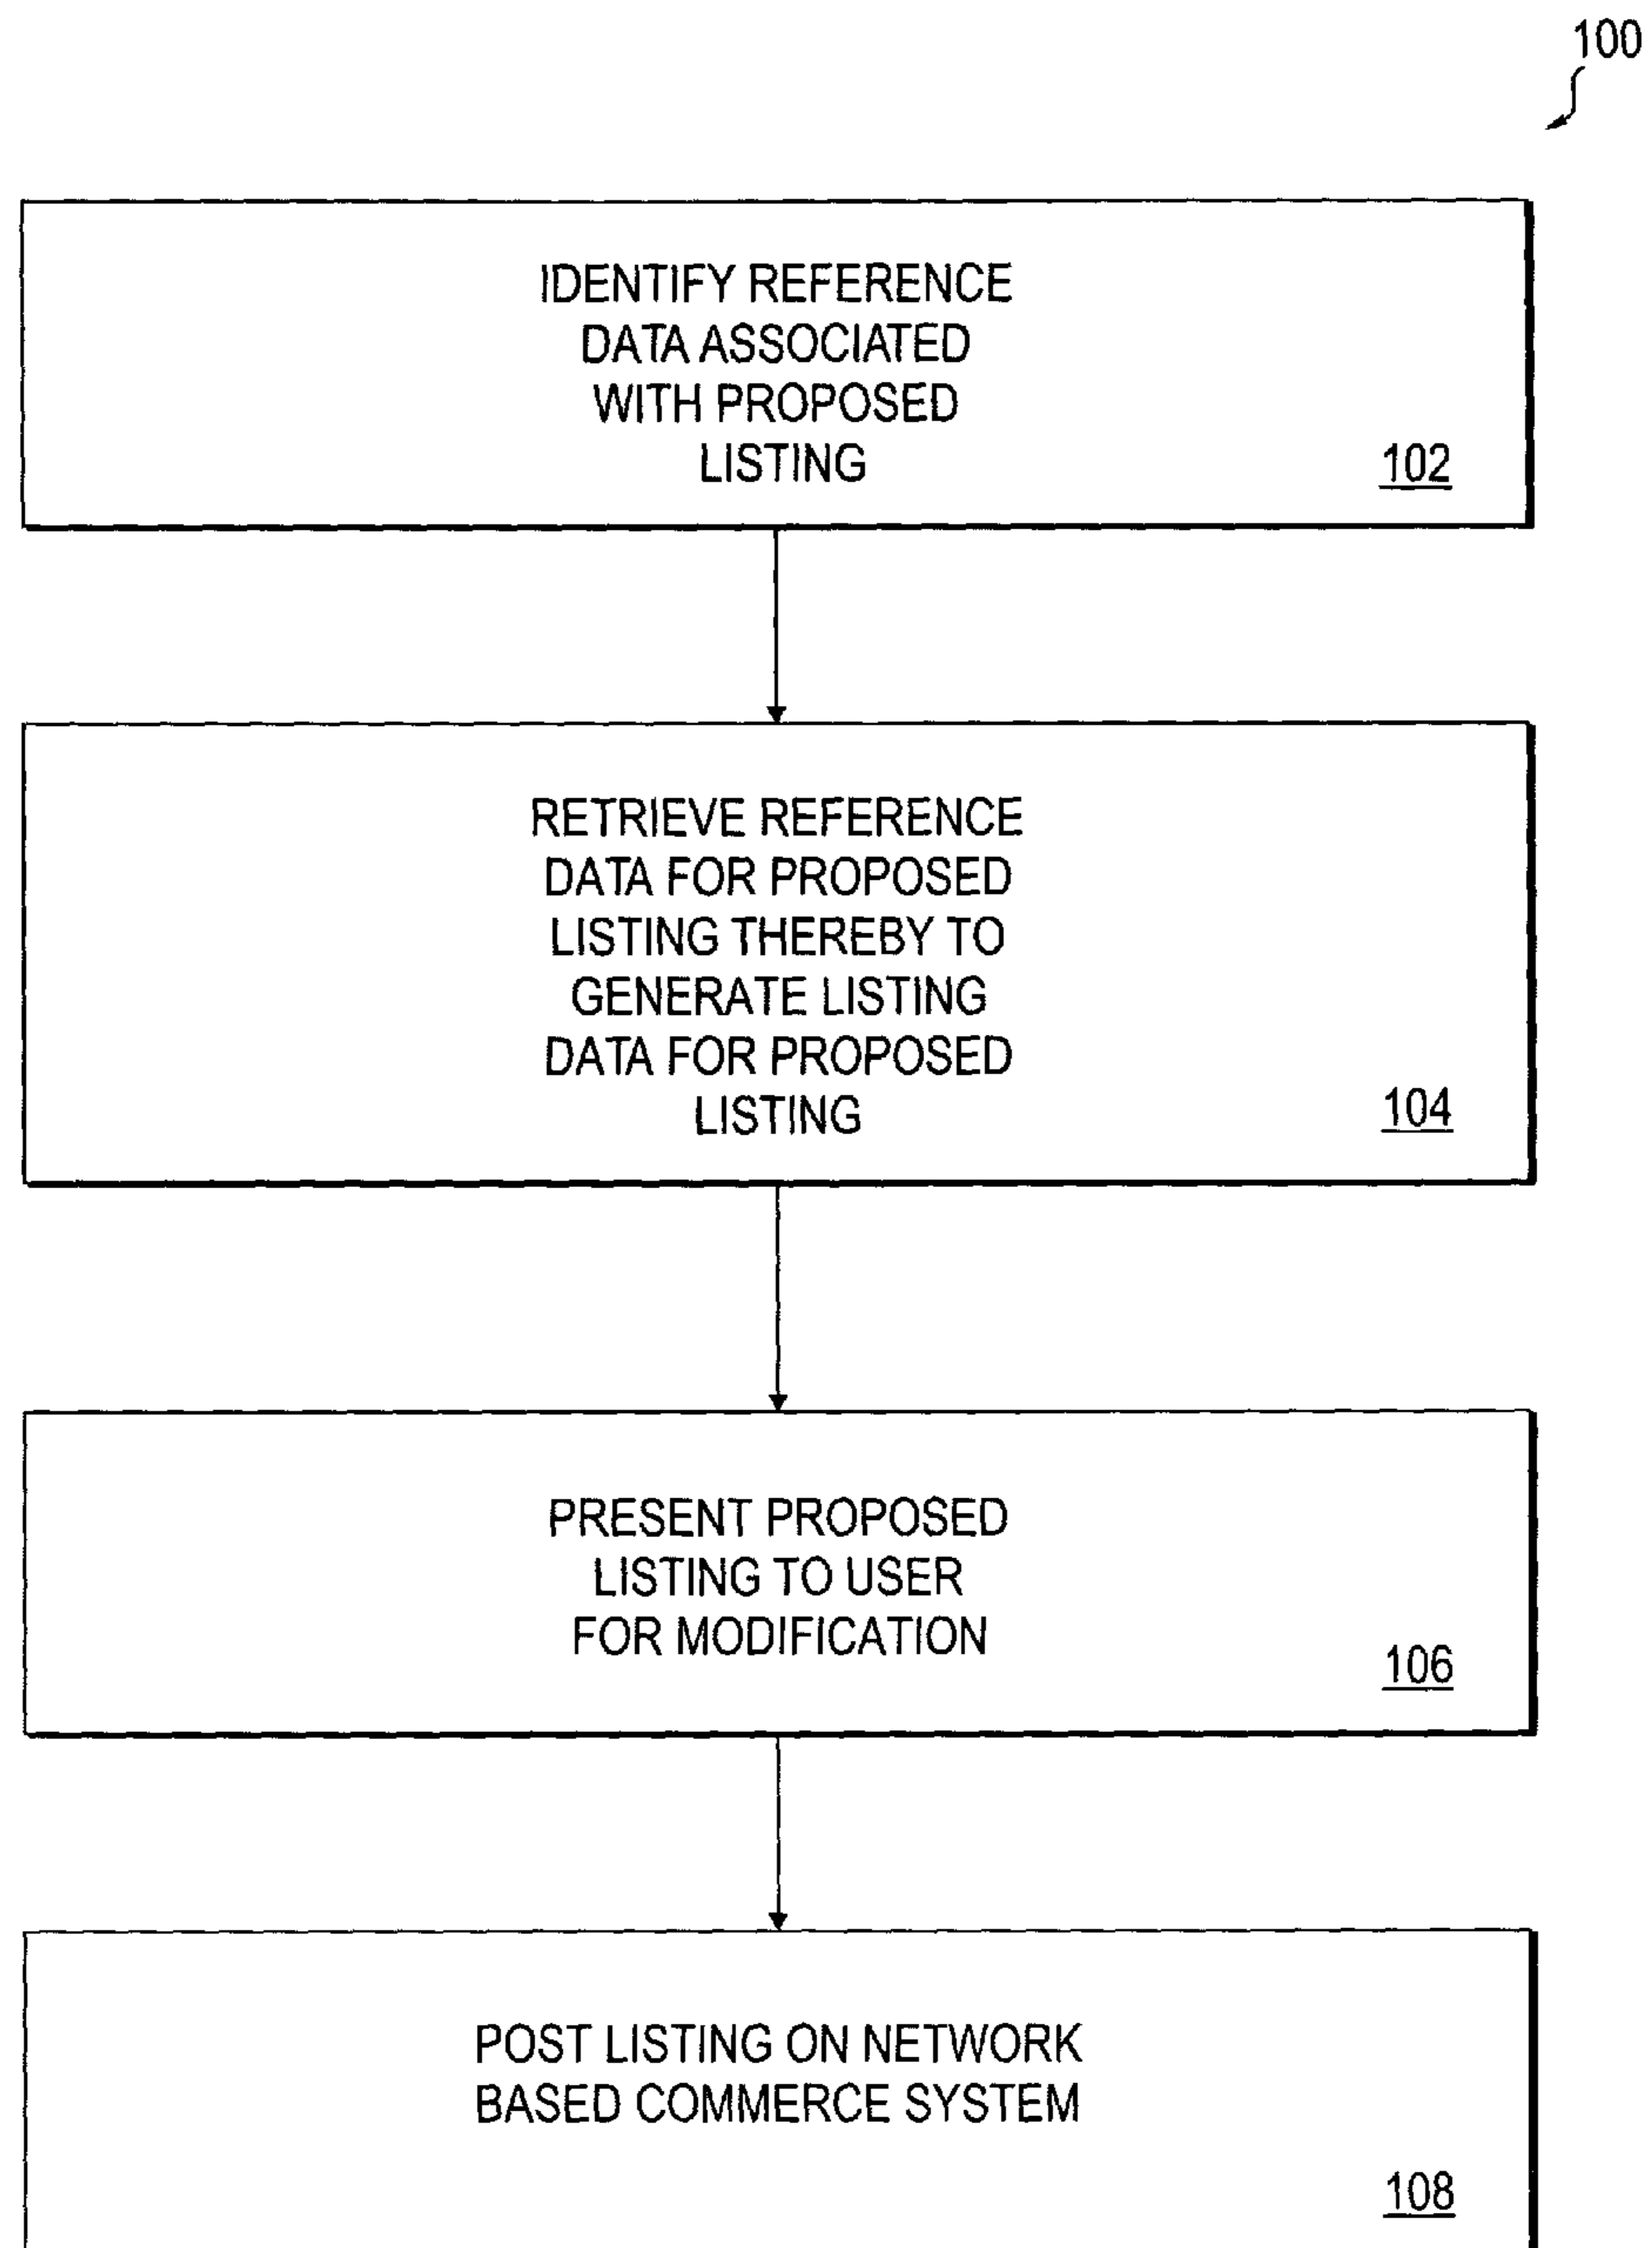 100
IDENTIFY REFERENCE
DATA ASSOCIATED
WITH PROPOSED
LISTING
102
RETRIEVE REFERENCE
DATA FOR PROPOSED
LISTING THEREBY TO
GENERATE LISTING
DATA FOR PROPOSED
LISTING
104
PRESENT PROPOSED
LISTING TO USER
FOR MODIFICATION
106
POST LISTING ON NETWORK
BASED COMMERCE SYSTEM
108